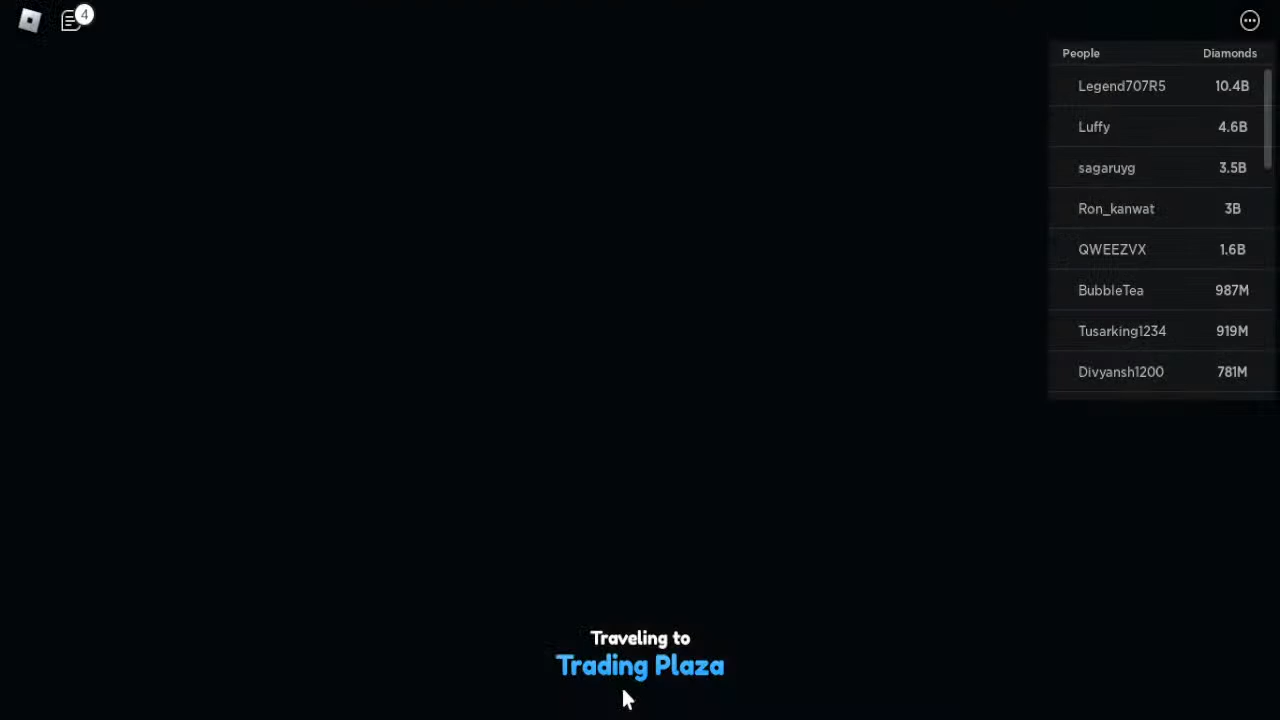 4
People Diamonds
Legend707R5 10.4B
Luffy 4.6B
sagaruyg 3.5B
Ron_kanwat 3B
QWEEZVX 1.6B
BubbleTea 987M
Tusarking1234 919M
Divyansh1200 781M
Traveling to
Trading Plaza